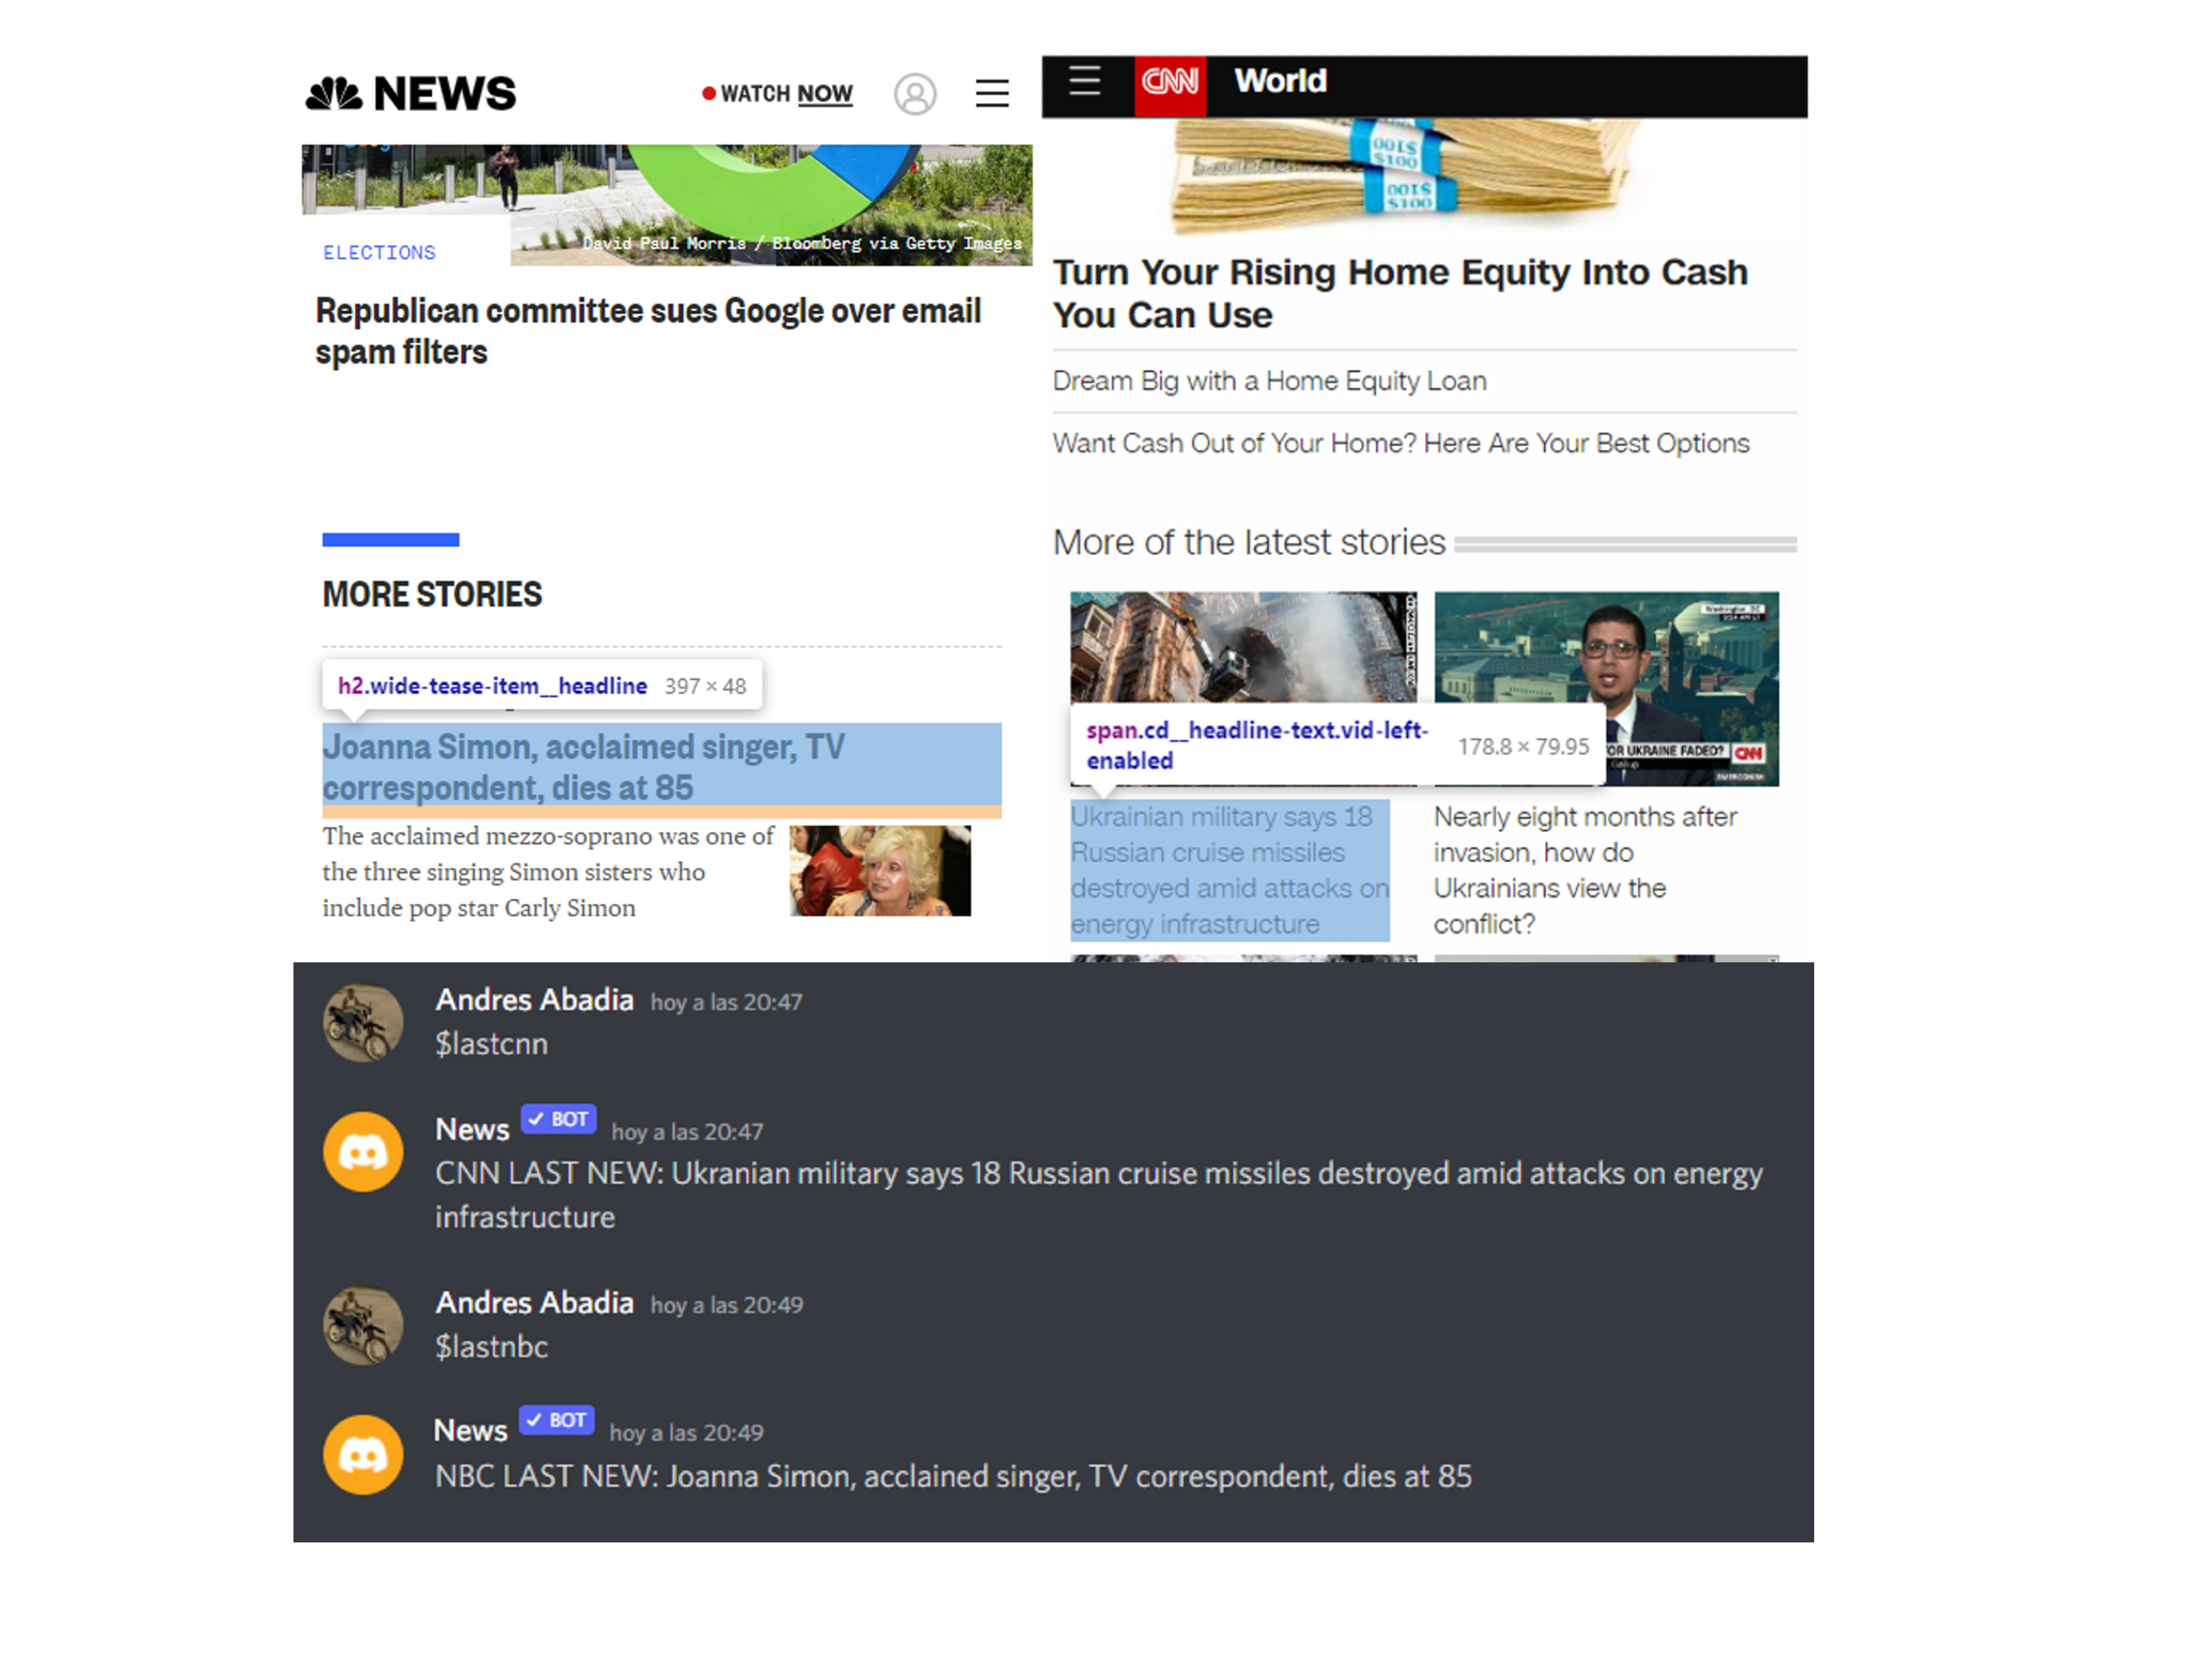 NEWS
WATCH NOW
David Paul Morris / Bloomberg via Getty Images
ELECTIONS
Republican committee sues Google over email
spam filters
MORE STORIES
h2.wide-tease-item__headline 397 × 48
Joanna Simon, acclaimed singer, TV
correspondent, dies at 85
The acclaimed mezzo-soprano was one of
the three singing Simon sisters who
include pop star Carly Simon
CNN World
$100
$100
Turn Your Rising Home Equity Into Cash
You Can Use
Dream Big with a Home Equity Loan
Want Cash Out of Your Home? Here Are Your Best Options
More of the latest stories
Washington, DC
OR UKRAINE FADED? CNN
Gallup
span.cd__headline-text.vid-left-
enabled 178.8 × 79.95
Ukrainian military says 18
Russian cruise missiles
destroyed amid attacks on
energy infrastructure
Nearly eight months after
invasion, how do
Ukrainians view the
conflict?
Andres Abadia hoy a las 20:47
$lastcnn
News BOT hoy a las 20:47
CNN LAST NEW: Ukranian military says 18 Russian cruise missiles destroyed amid attacks on energy
infrastructure
Andres Abadia hoy a las 20:49
$lastnbc
News BOT hoy a las 20:49
NBC LAST NEW: Joanna Simon, acclained singer, TV correspondent, dies at 85